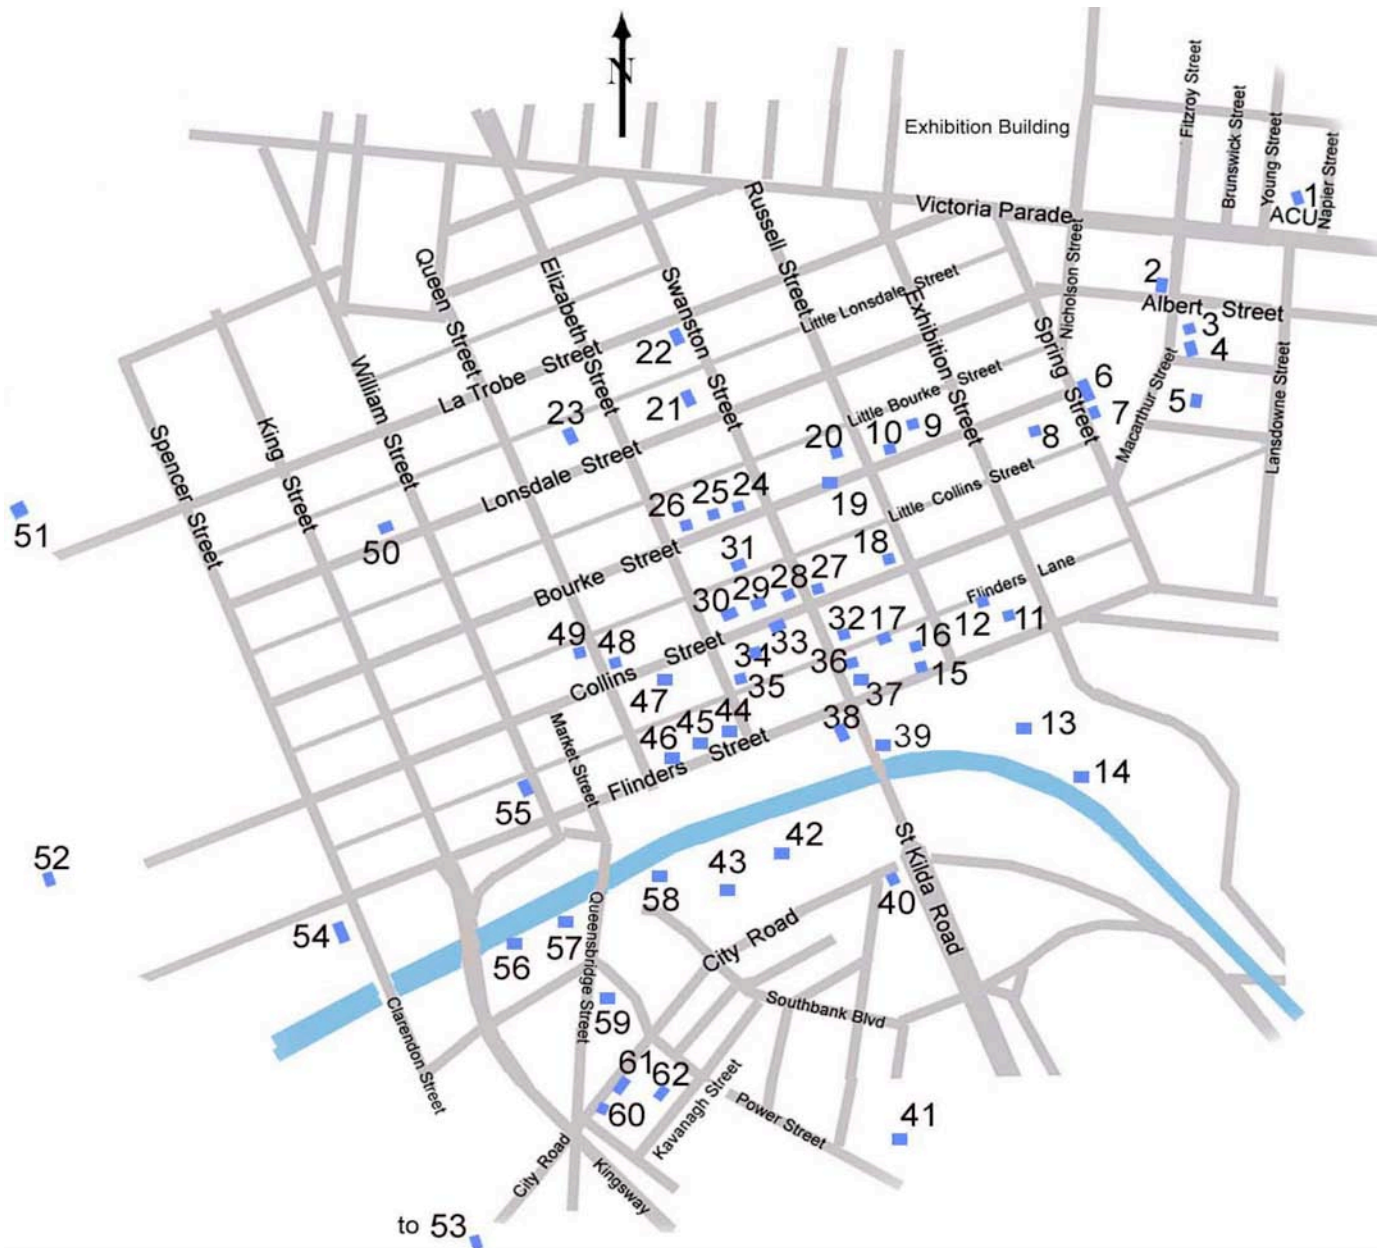 N
Exhibition Building
Fitzroy Street
Brunswick Street
Young Street
Napier Street
1
ACU
Victoria Parade
Russell Street
Nicholson Street
2
Albert Street
3
4
Queen Street
Elizabeth Street
Swanston Street
Little Lonsdale Street
Exhibition Street
Spring Street
Macarthur Street
Lansdowne Street
5
6
7
8
22
La Trobe Street
William Street
21
23
Little Bourke Street
9
10
20
King Street
Spencer Street
Lonsdale Street
19
Little Collins Street
26
25
24
51
50
Bourke Street
31
18
30
29
28
27
Flinders Lane
49
48
Collins Street
34
33
32
17
16
12
11
36
15
47
35
37
Market Street
46
45
44
38
39
13
Flinders Street
14
55
52
43
42
St Kilda Road
58
40
54
57
56
Queensbridge Street
City Road
Clarendon Street
59
Southbank Blvd
61
62
60
Kavanagh Street
Power Street
41
City Road
Kingsway
to 53